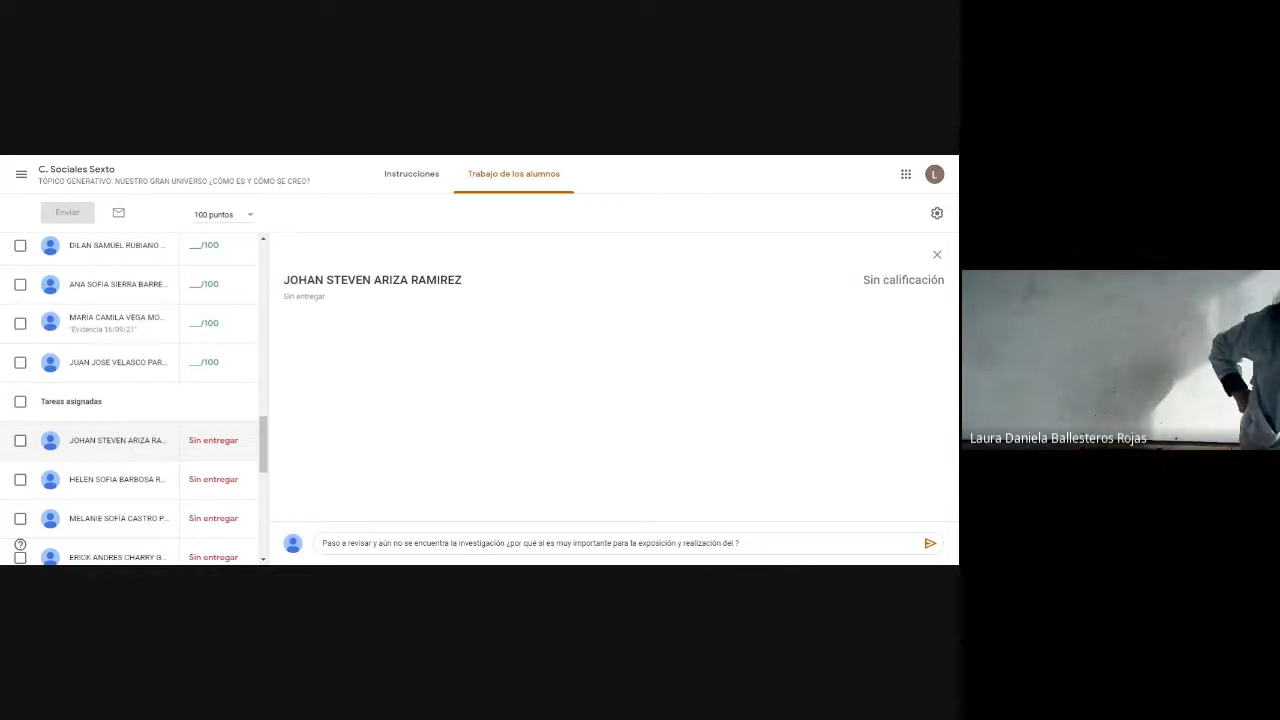 C. Sociales Sexto
TÓPICO GENERATIVO: NUESTRO GRAN UNIVERSO ¿CÓMO ES Y CÓMO SE CREO?
Instrucciones
Trabajo de los alumnos
L
Enviar
100 puntos
DILAN SAMUEL RUBIANO ...
___/100
ANA SOFIA SIERRA BARRE...
___/100
MARIA CAMILA VEGA MO...
"Evidencia 16/09/21"
___/100
JUAN JOSE VELASCO PAR...
___/100
Tareas asignadas
JOHAN STEVEN ARIZA RA...
Sin entregar
HELEN SOFIA BARBOSA R...
Sin entregar
MELANIE SOFÍA CASTRO P...
Sin entregar
ERICK ANDRES CHARRY G...
Sin entregar
JOHAN STEVEN ARIZA RAMIREZ
Sin calificación
Sin entregar
Paso a revisar y aún no se encuentra la investigación ¿por qué si es muy importante para la exposición y realización del ?
Laura Daniela Ballesteros Rojas